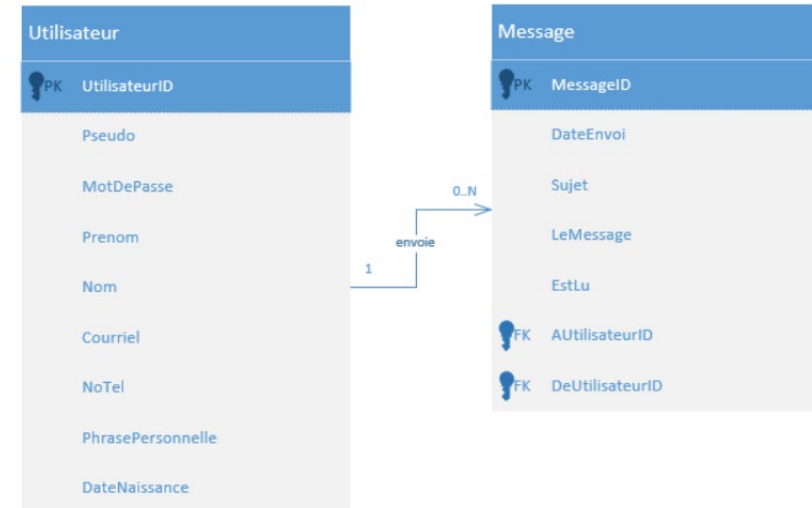 Utilisateur
PK UtilisateurID
Pseudo
MotDePasse
Prenom
Nom
Courriel
NoTel
PhrasePersonnelle
DateNaissance
1
envoie
0..N
Message
PK MessageID
DateEnvoi
Sujet
LeMessage
EstLu
FK AUtilisateurID
FK DeUtilisateurID